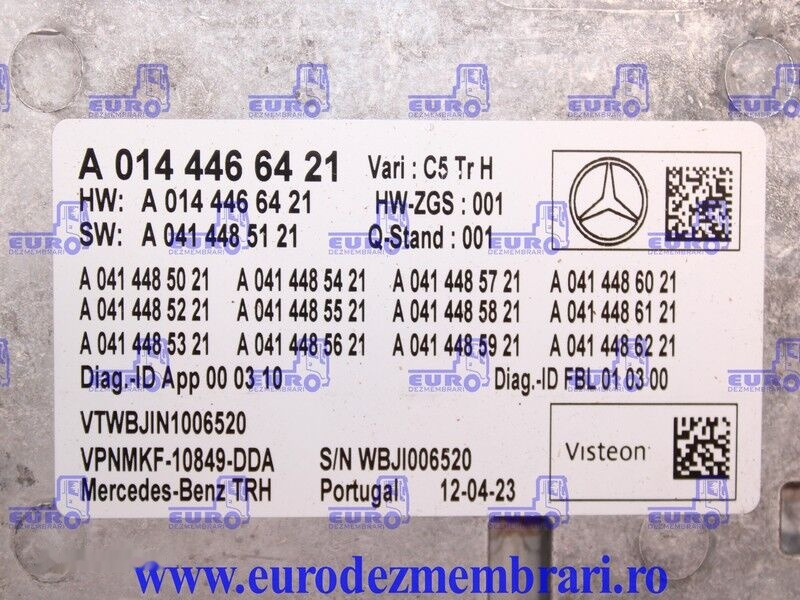 A 014 446 64 21 Vari : C5 Tr H
HW: A 014 446 64 21 HW-ZGS : 001
SW: A 041 448 51 21 Q-Stand : 001
A 041 448 50 21 A 041 448 54 21 A 041 448 57 21 A 041 448 60 21
A 041 448 52 21 A 041 448 55 21 A 041 448 58 21 A 041 448 61 21
A 041 448 53 21 A 041 448 56 21 A 041 448 59 21 A 041 448 62 21
Diag.-ID App 00 03 10 Diag.-ID FBL 01 03 00
VTWBJIN1006520
VPNMKF-10849-DDA S/N WBJI006520
Mercedes-Benz TRH Portugal 12-04-23
Visteon
EURO DEZMEMBRARI
www.eurodezmembrari.ro